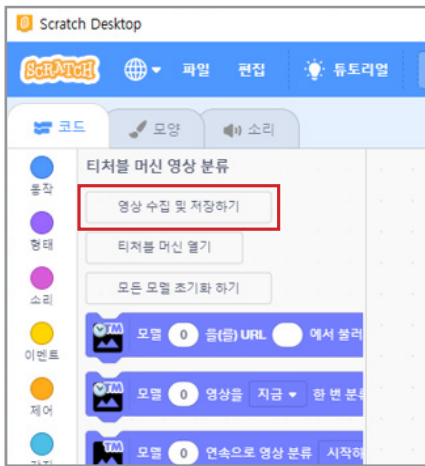 Scratch Desktop
SCRATCH 파일 편집 튜토리얼
코드 모양 소리
티처블 머신 영상 분류
동작
영상 수집 및 저장하기
티처블 머신 열기
형태
모든 모델 초기화 하기
소리
TM 모델 0 을(를) URL 에서 불러
이벤트
TM 모델 0 영상을 지금 한 번 분류
제어
TM 모델 0 연속으로 영상 분류 시작하